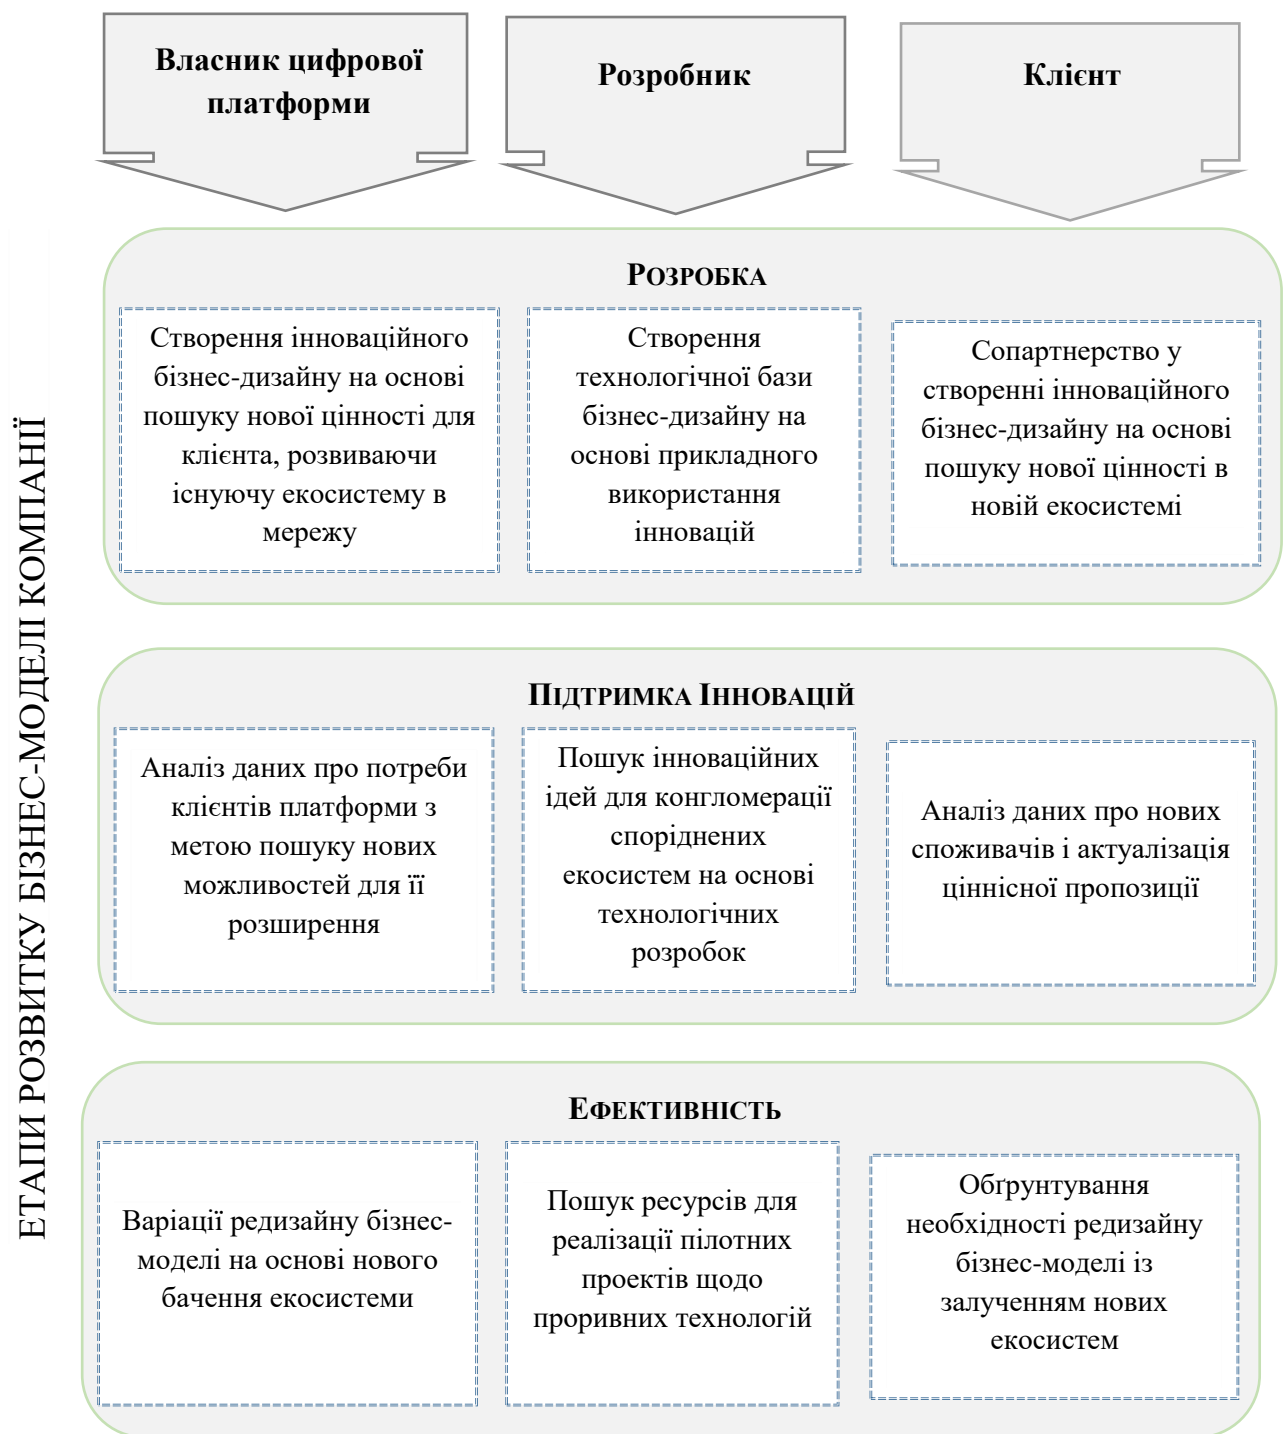 Власник цифрової
платформи
Розробник
Клієнт
ЕТАПИ РОЗВИТКУ БІЗНЕС-МОДЕЛІ КОМПАНІЇ
РОЗРОБКА
Створення інноваційного
бізнес-дизайну на основі
пошуку нової цінності для
клієнта, розвиваючи
існуючу екосистему в
мережу
Створення
технологічної бази
бізнес-дизайну на
основі прикладного
використання
інновацій
Сопартнерство у
створенні інноваційного
бізнес-дизайну на основі
пошуку нової цінності в
новій екосистемі
ПІДТРИМКА ІННОВАЦІЙ
Аналіз даних про потреби
клієнтів платформи з
метою пошуку нових
можливостей для її
розширення
Пошук інноваційних
ідей для конгломерації
споріднених
екосистем на основі
технологічних
розробок
Аналіз даних про нових
споживачів і актуалізація
ціннісної пропозиції
ЕФЕКТИВНІСТЬ
Варіації редизайну бізнес-
моделі на основі нового
бачення екосистеми
Пошук ресурсів для
реалізації пілотних
проектів щодо
проривних технологій
Обґрунтування
необхідності редизайну
бізнес-моделі із
залученням нових
екосистем